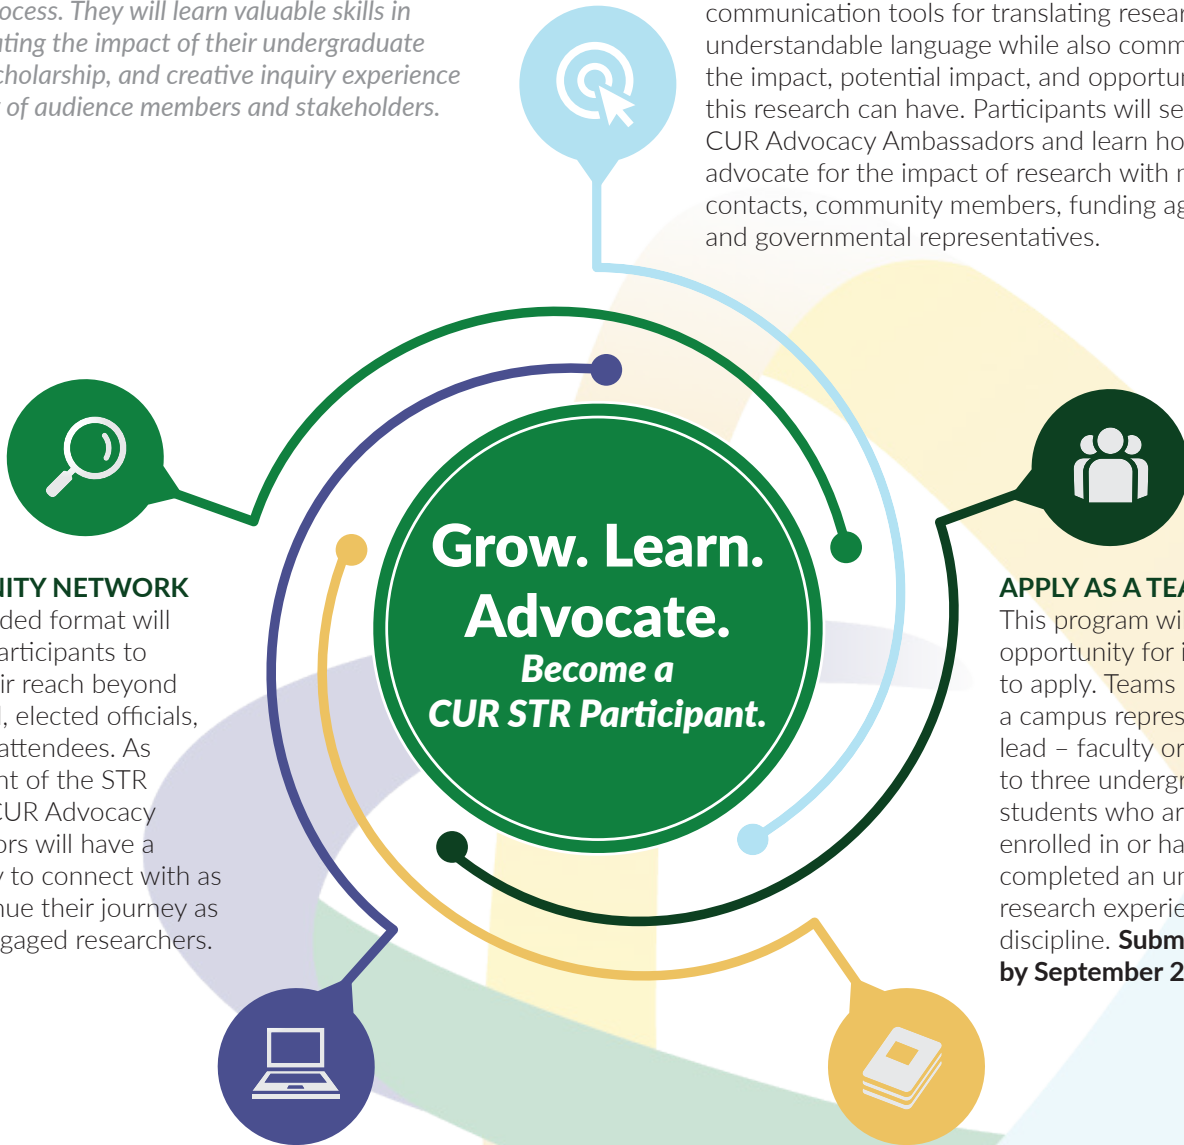 ocess. They will learn valuable skills in
ting the impact of their undergraduate
cholarship, and creative inquiry experience
of audience members and stakeholders.
communication tools for translating resear
understandable language while also comm
the impact, potential impact, and opportun
this research can have. Participants will se
CUR Advocacy Ambassadors and learn ho
advocate for the impact of research with m
contacts, community members, funding ag
and governmental representatives.
Grow. Learn.
Advocate.
Become a
CUR STR Participant.
NITY NETWORK
ded format will
articipants to
ir reach beyond
, elected officials,
attendees. As
nt of the STR
CUR Advocacy
ors will have a
y to connect with as
nue their journey as
gaged researchers.
APPLY AS A TEA
This program wi
opportunity for i
to apply. Teams
a campus repres
lead – faculty or
to three undergr
students who ar
enrolled in or ha
completed an un
research experie
discipline. Subm
by September 2